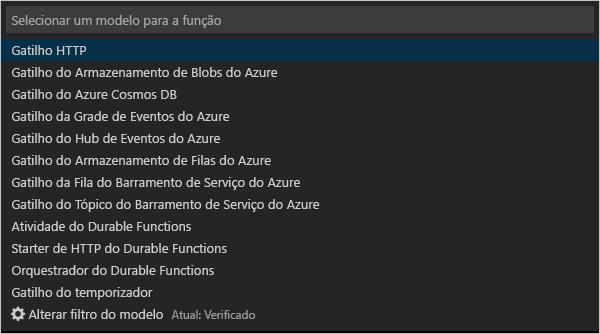 Selecionar um modelo para a função
Gatilho HTTP
Gatilho do Armazenamento de Blobs do Azure
Gatilho do Azure Cosmos DB
Gatilho da Grade de Eventos do Azure
Gatilho do Hub de Eventos do Azure
Gatilho do Armazenamento de Filas do Azure
Gatilho da Fila do Barramento de Serviço do Azure
Gatilho do Tópico do Barramento de Serviço do Azure
Atividade do Durable Functions
Starter de HTTP do Durable Functions
Orquestrador do Durable Functions
Gatilho do temporizador
Alterar filtro do modelo Atual: Verificado